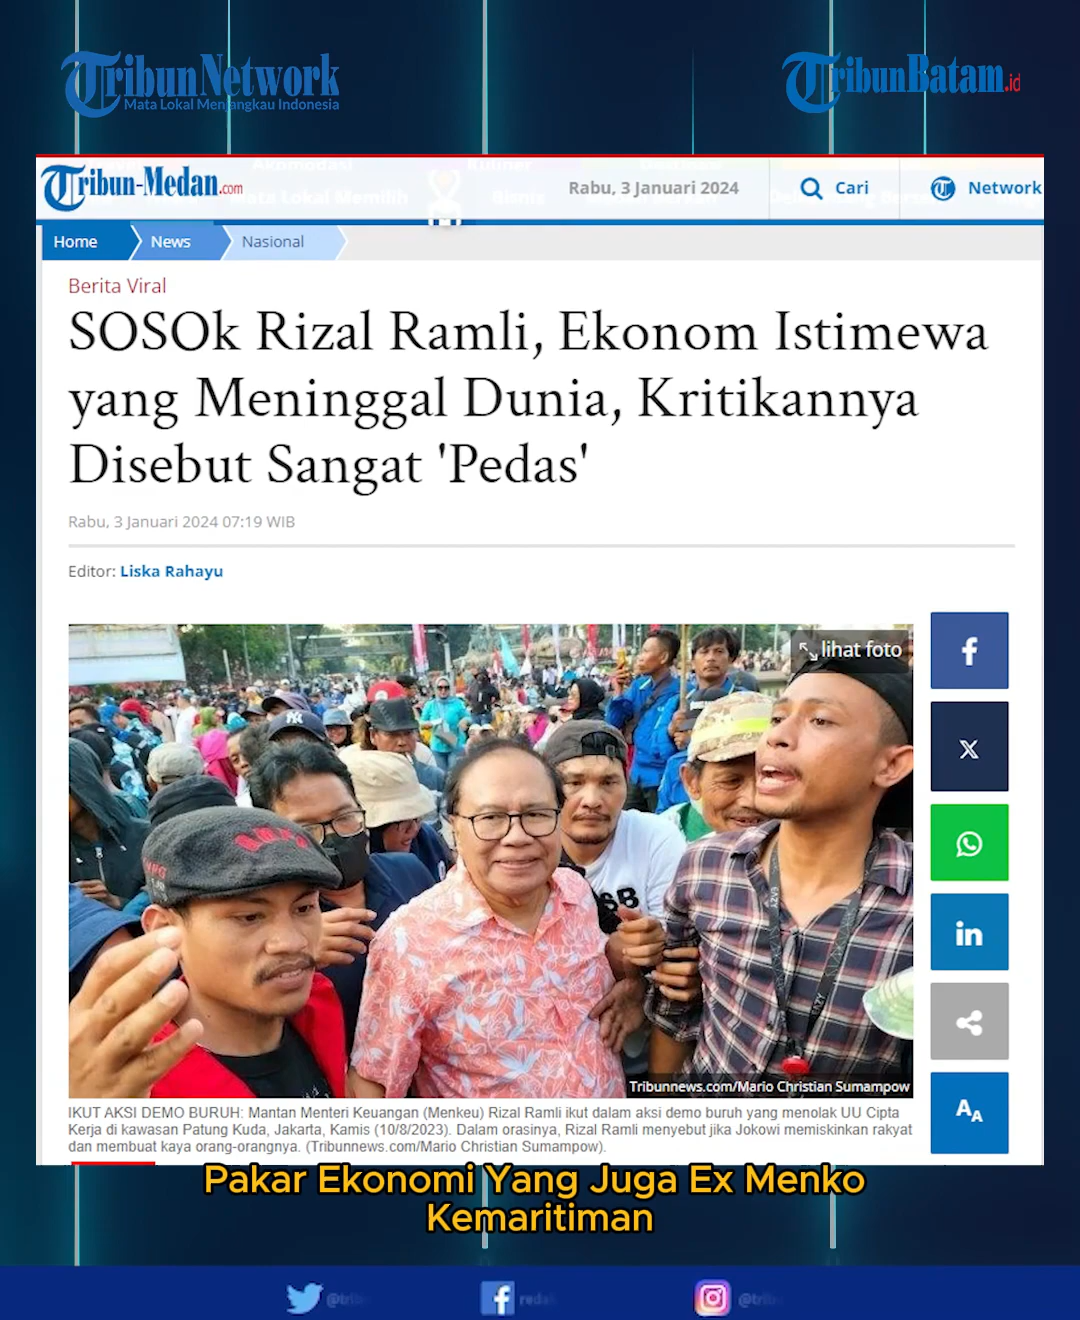 TribunNetwork
Mata Lokal Menjangkau Indonesia
TribunBatam.id
Tribun-Medan.com
Rabu, 3 Januari 2024
Cari
Network
Home
News
Nasional
Berita Viral
SOSOk Rizal Ramli, Ekonom Istimewa
yang Meninggal Dunia, Kritikannya
Disebut Sangat 'Pedas'
Rabu, 3 Januari 2024 07:19 WIB
Editor: Liska Rahayu
lihat foto
Tribunnews.com/Mario Christian Sumampow
IKUT AKSI DEMO BURUH: Mantan Menteri Keuangan (Menkeu) Rizal Ramli ikut dalam aksi demo buruh yang menolak UU Cipta
Kerja di kawasan Patung Kuda, Jakarta, Kamis (10/8/2023). Dalam orasinya, Rizal Ramli menyebut jika Jokowi memiskinkan rakyat
dan membuat kaya orang-orangnya. (Tribunnews.com/Mario Christian Sumampow).
Pakar Ekonomi Yang Juga Ex Menko
Kemaritiman